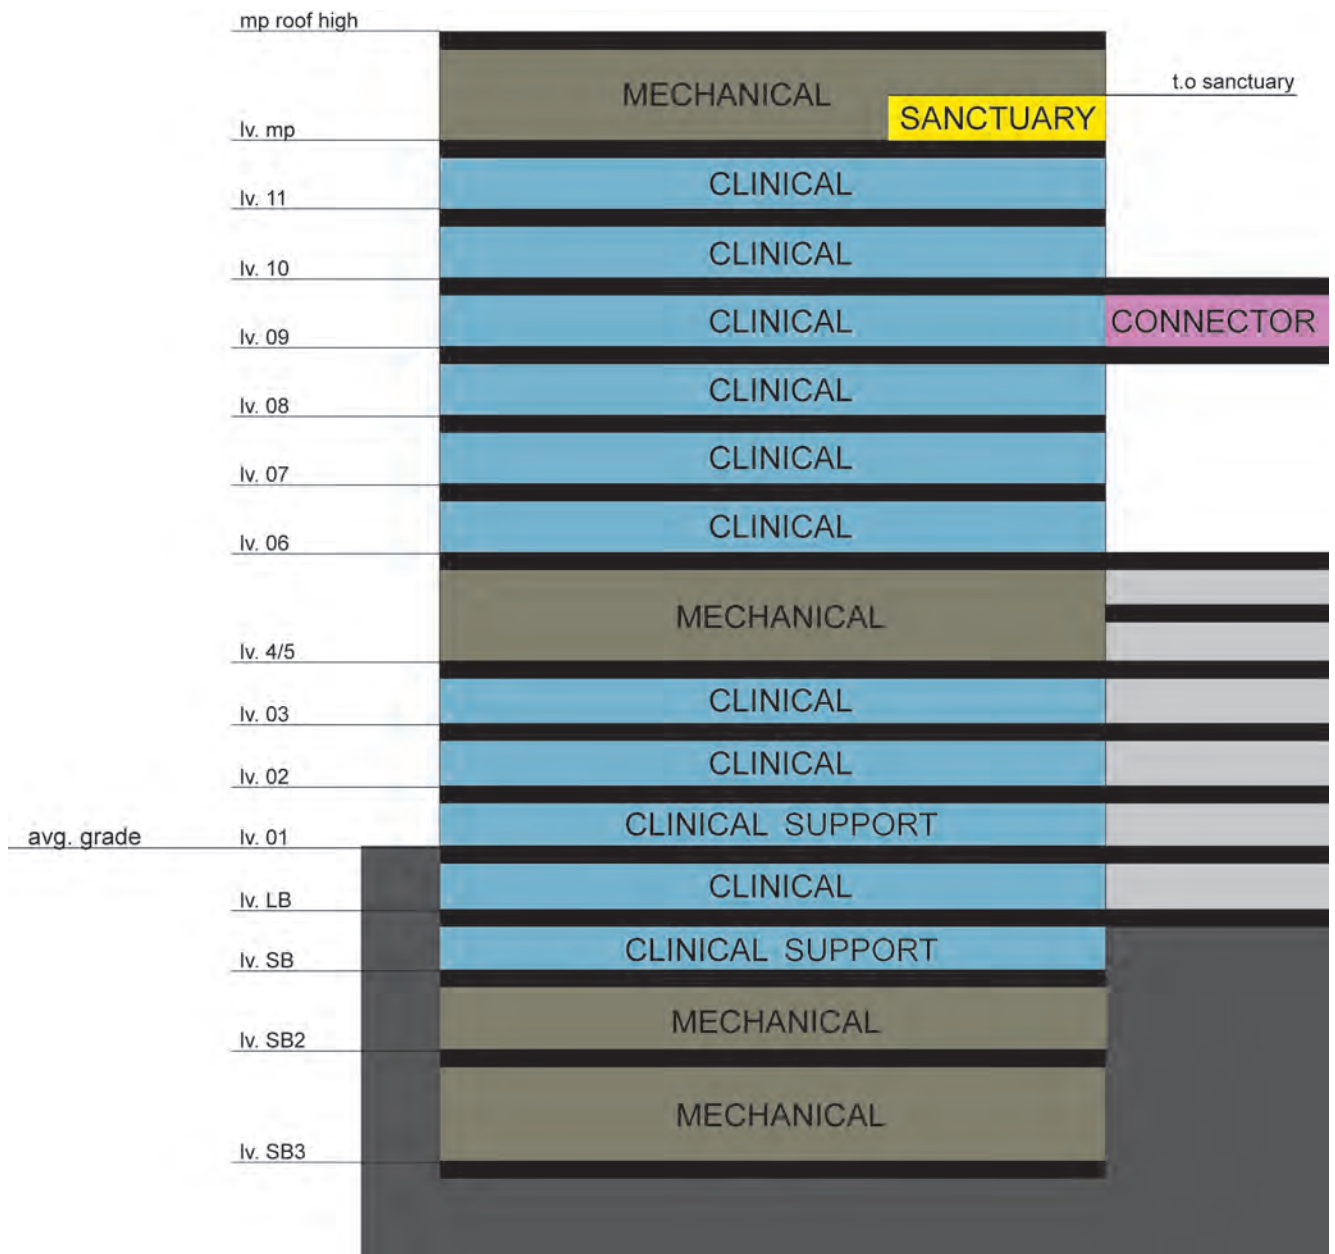 mp roof high
t.o sanctuary
MECHANICAL
SANCTUARY
lv. mp
CLINICAL
lv. 11
CLINICAL
lv. 10
CLINICAL
CONNECTOR
lv. 09
CLINICAL
lv. 08
CLINICAL
lv. 07
CLINICAL
lv. 06
MECHANICAL
lv. 4/5
CLINICAL
lv. 03
CLINICAL
lv. 02
CLINICAL SUPPORT
avg. grade
lv. 01
CLINICAL
lv. LB
CLINICAL SUPPORT
lv. SB
MECHANICAL
lv. SB2
MECHANICAL
lv. SB3